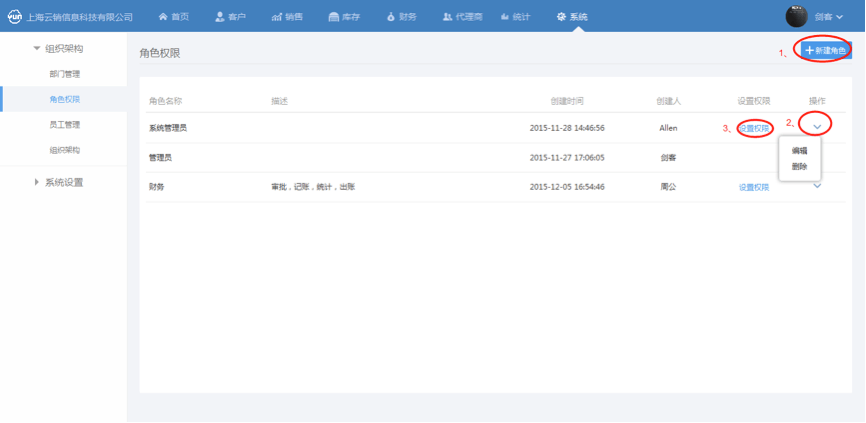 yun 上海云销信息科技有限公司 首页 客户 销售 库存 财务 代理商 统计 系统 剑客
组织架构
部门管理
角色权限
员工管理
组织架构
系统设置
角色权限 1、 +新建角色
角色名称 描述 创建时间 创建人 设置权限 操作
系统管理员 2015-11-28 14:46:56 Allen 3、 设置权限 2、
编辑
删除
管理员 2015-11-27 17:06:05 剑客
财务 审批，记账，统计，出账 2015-12-05 16:54:46 周公 设置权限